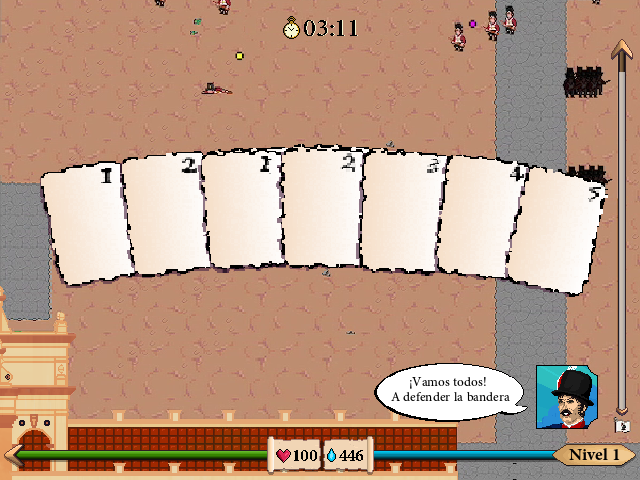 03:11
1 2 1 2 3 4 5
¡Vamos todos!
A defender la bandera
100 446
Nivel 1